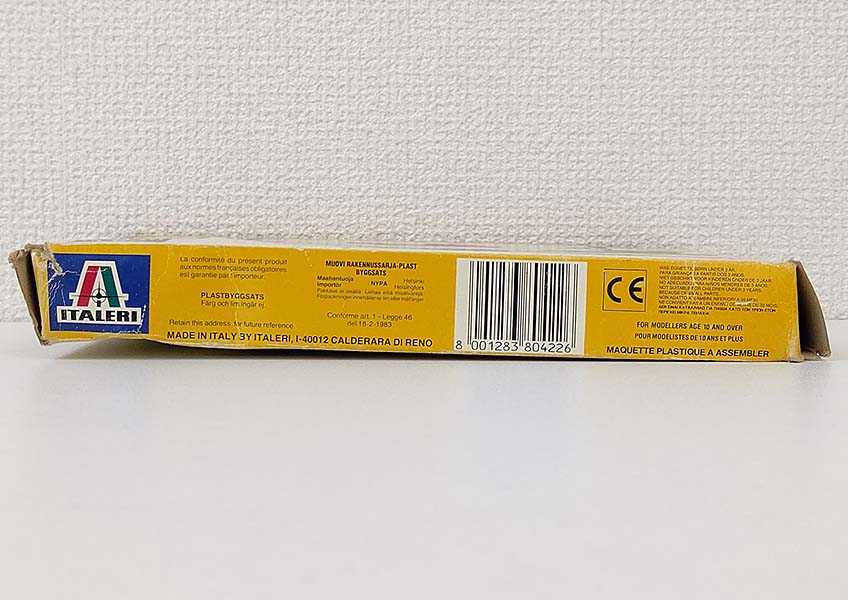 ITALERI
La conformité du présent produit
aux normes françaises obligatoires
est garantie par l'importeur.
PLASTBYGGSATS
Färg och lim ingår ej
Retain this address for future reference.
MADE IN ITALY BY ITALERI, I-40012 CALDERARA DI RENO
MUOVI RAKENNUSSARJA-PLAST
BYGGSATS
Maahantuoja Helsinki
Importör : NYPA Helsingfors
Conforme art. 1 - Legge 46
del 18-2-1983
8 001283 804226
CE
FOR MODELLERS AGE 10 AND OVER
POUR MODELISTES DE 10 ANS ET PLUS
MAQUETTE PLASTIQUE A ASSEMBLER
NOT SUITABLE FOR CHILDREN UNDER 3 YEARS
BECAUSE OF ALL PARTS.